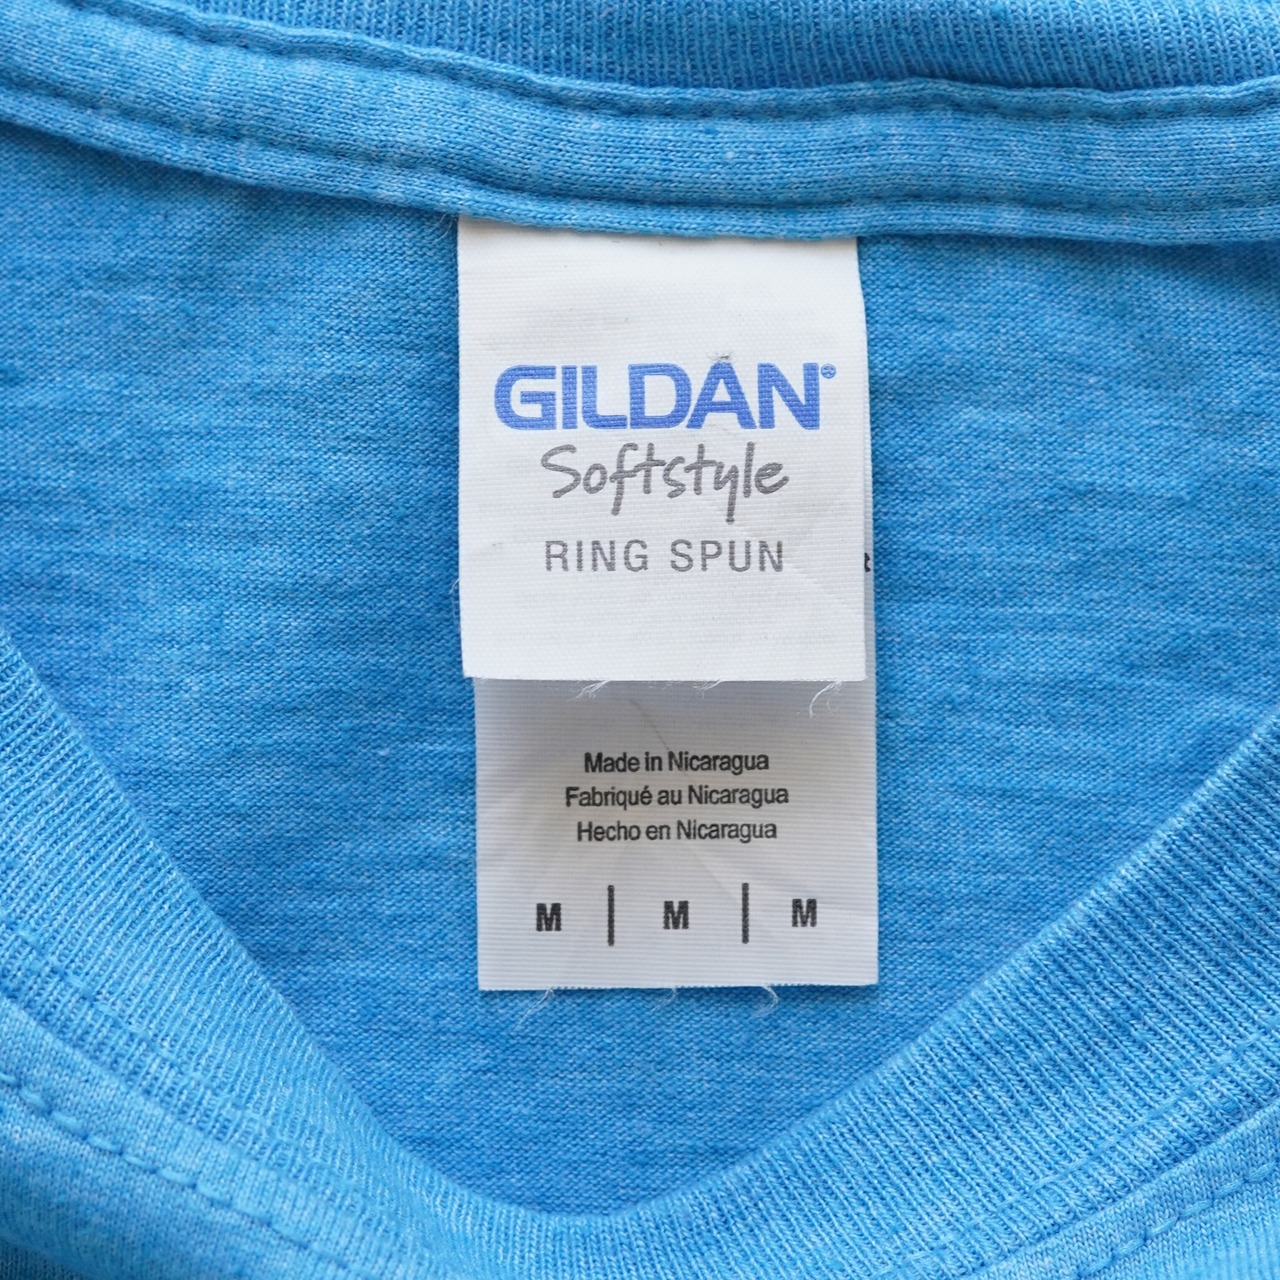 GILDAN®
Softstyle
RING SPUN
Made in Nicaragua
Fabriqué au Nicaragua
Hecho en Nicaragua
M | M | M